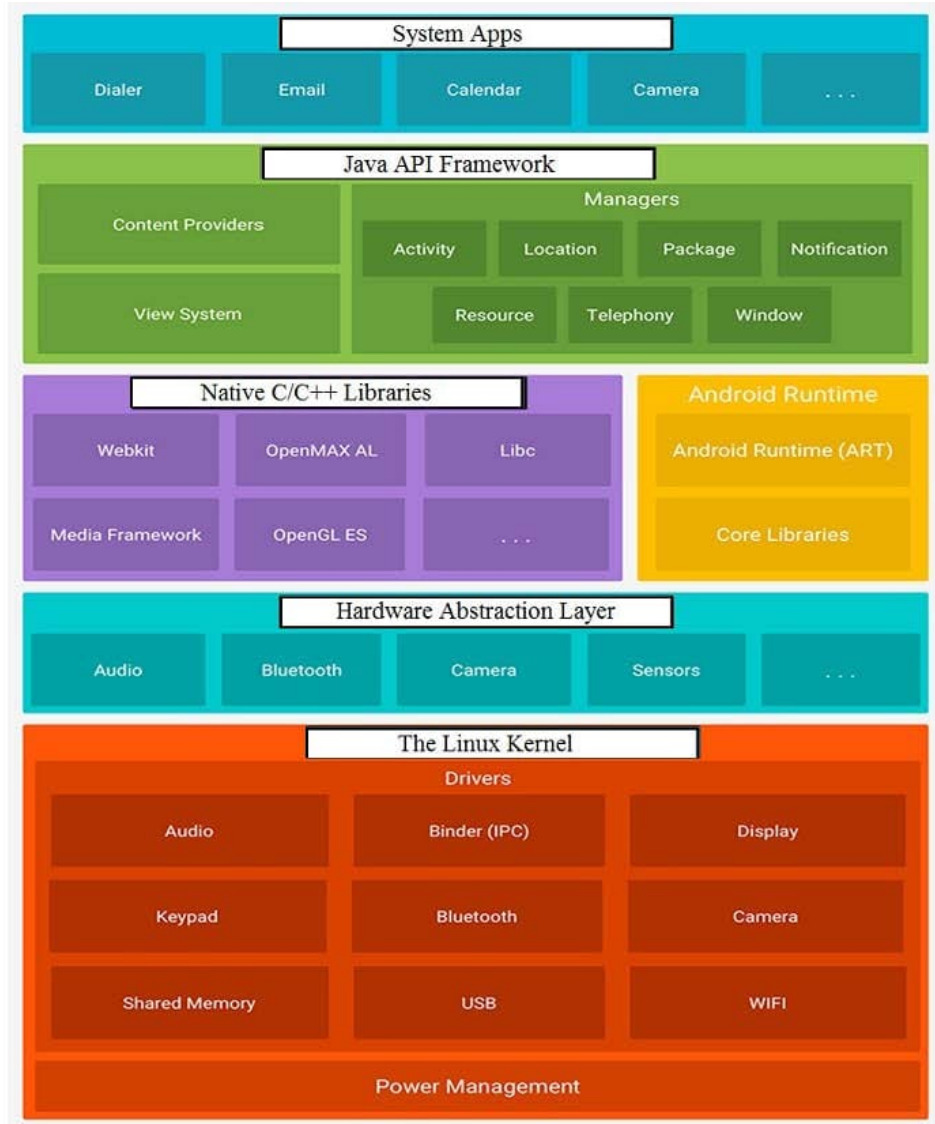 System Apps
Dialer
Email
Calendar
Camera
. . .
Java API Framework
Content Providers
View System
Managers
Activity
Location
Package
Notification
Resource
Telephony
Window
Native C/C++ Libraries
Webkit
OpenMAX AL
Libc
Media Framework
OpenGL ES
. . .
Android Runtime
Android Runtime (ART)
Core Libraries
Hardware Abstraction Layer
Audio
Bluetooth
Camera
Sensors
. . .
The Linux Kernel
Drivers
Audio
Binder (IPC)
Display
Keypad
Bluetooth
Camera
Shared Memory
USB
WIFI
Power Management